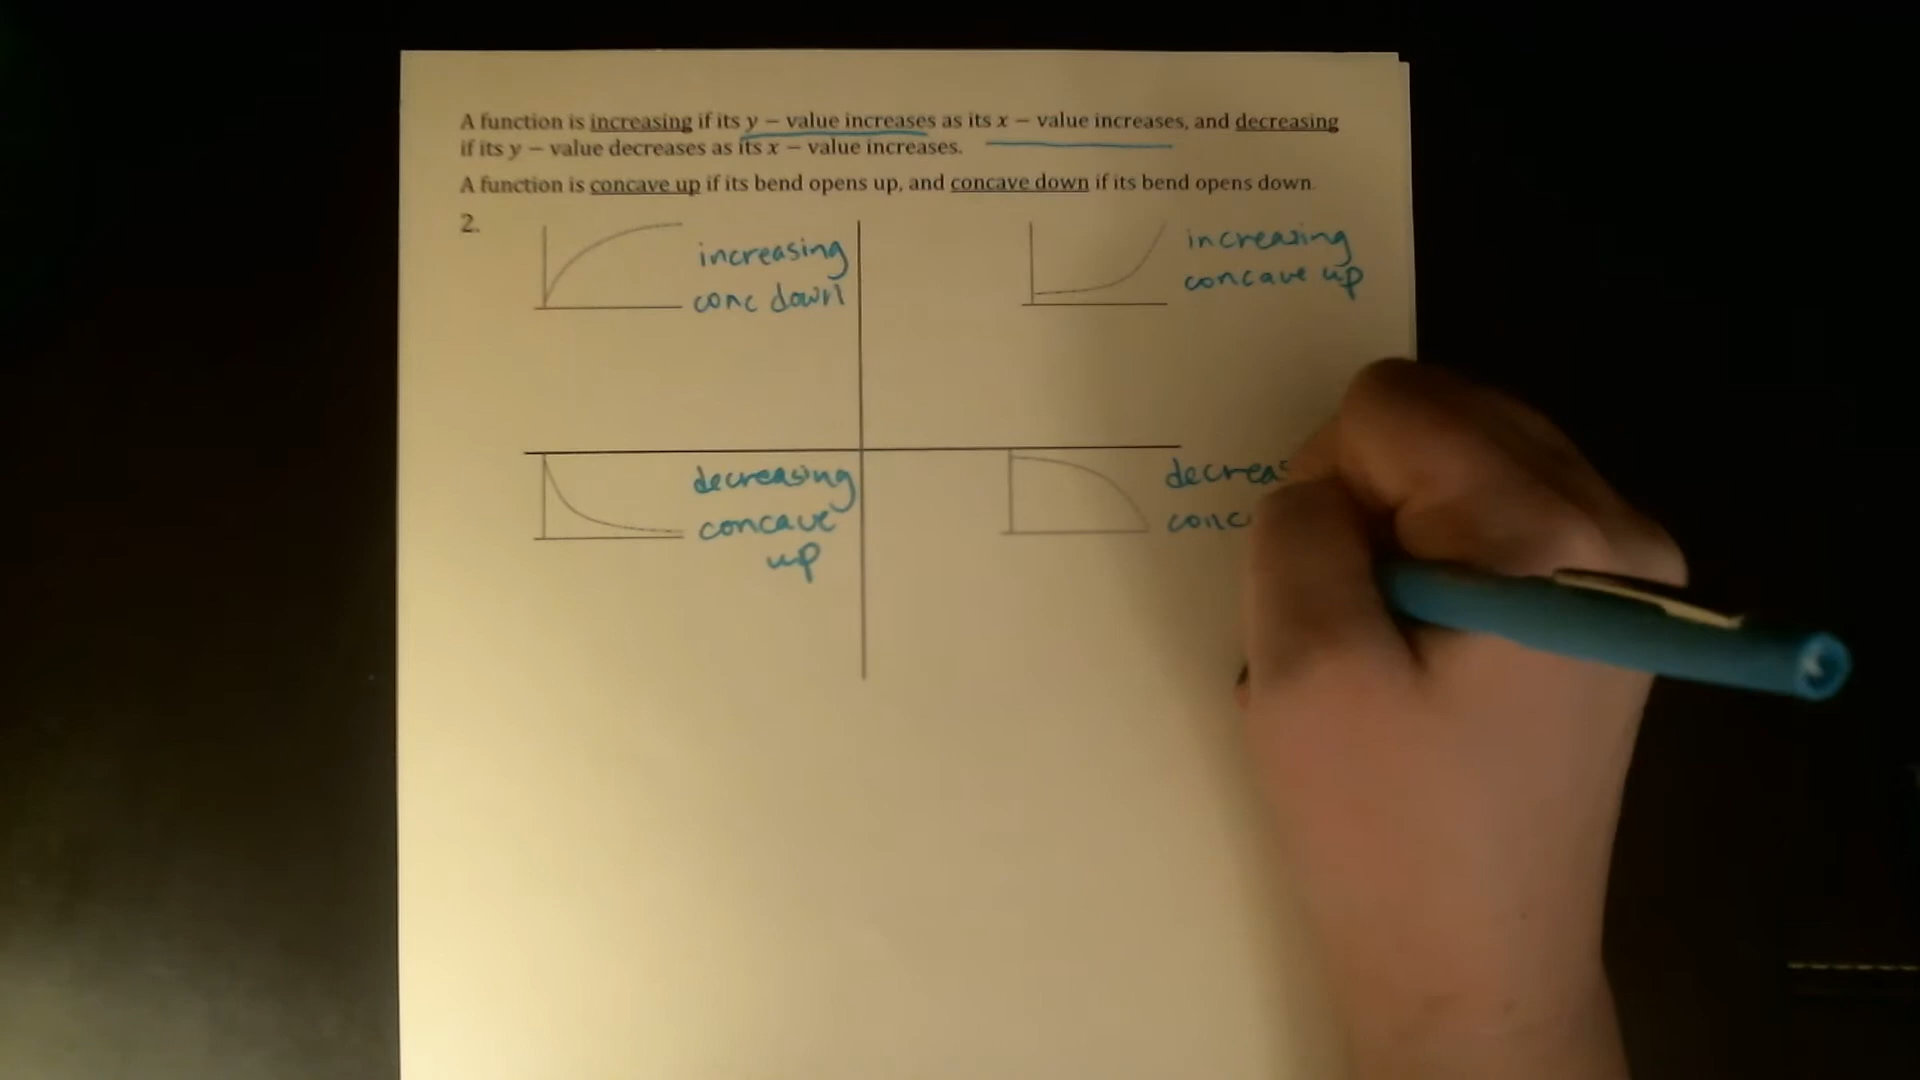 A function is increasing if its y – value increases as its x – value increases, and decreasing
if its y – value decreases as its x – value increases.
A function is concave up if its bend opens up, and concave down if its bend opens down.
2.
increasing
conc down
increasing
concave up
decreasing
concave
up
decreas
conc